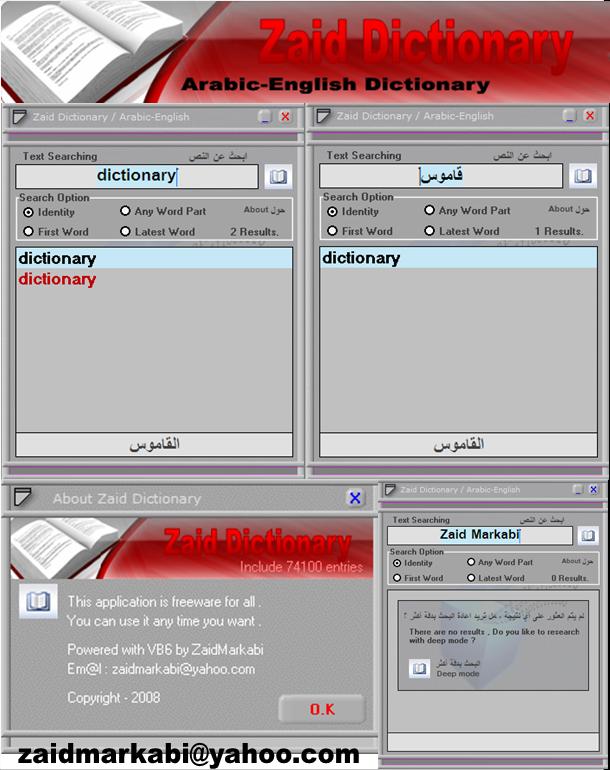 Zaid Dictionary
Arabic-English Dictionary
Zaid Dictionary / Arabic-English
Text Searching ابحث عن النص
dictionary
Search Option
Identity Any Word Part About حول
First Word Latest Word 2 Results.
dictionary
dictionary
القاموس
Zaid Dictionary / Arabic-English
Text Searching ابحث عن النص
قاموس
Search Option
Identity Any Word Part About حول
First Word Latest Word 1 Results.
dictionary
القاموس
About Zaid Dictionary
Zaid Dictionary
Include 74100 entries
This application is freeware for all .
You can use it any time you want .
Powered with VB6 by ZaidMarkabi
Em@l : zaidmarkabi@yahoo.com
Copyright - 2008
O.K
zaidmarkabi@yahoo.com
Zaid Dictionary / Arabic-English
Text Searching ابحث عن النص
Zaid Markabi
Search Option
Identity Any Word Part About حول
First Word Latest Word 0 Results.
لم يتم العثور على أي نتيجة ، هل تريد اعادة البحث بدقة أكثر ؟
There are no results , Do you like to research
with deep mode ?
البحث بدقة أكثر
Deep mode